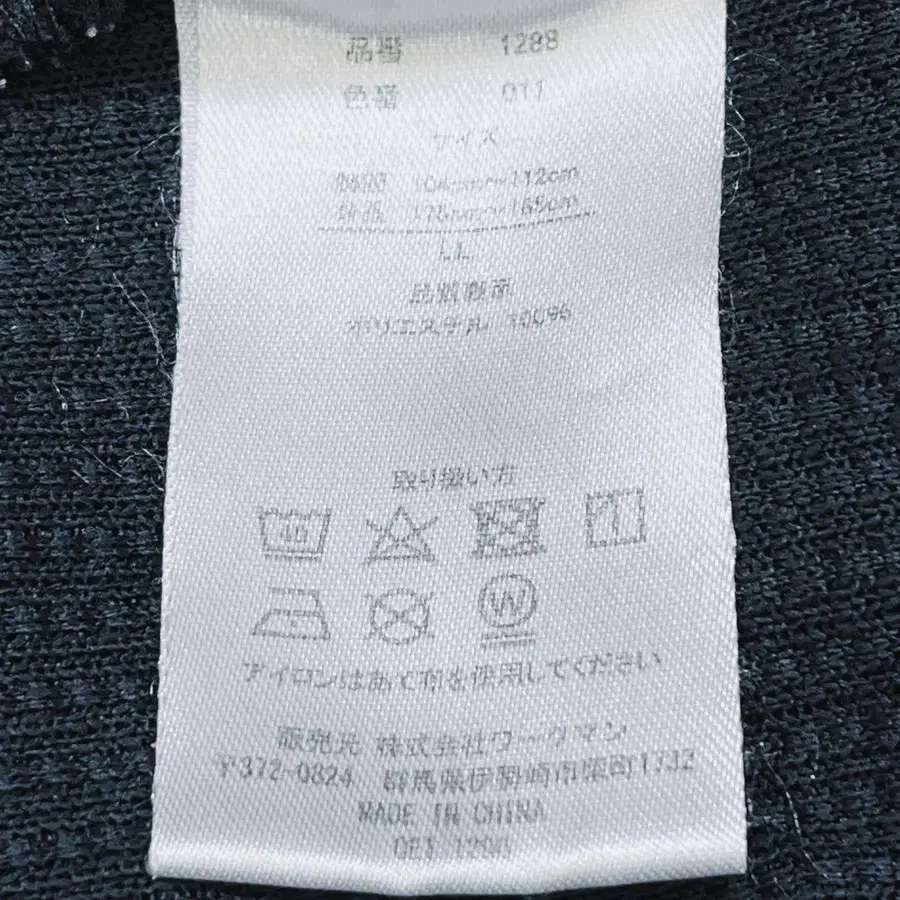 品番 1288
色番 011
サイズ
胸囲 104cm~112cm
身長 175cm~185cm
LL
品質表示
ポリエステル 100%
取り扱い方
40
W
アイロンはあて布を使用してください
販売元 株式会社ワークマン
〒372-0824 群馬県伊勢崎市柴町1732
MADE IN CHINA